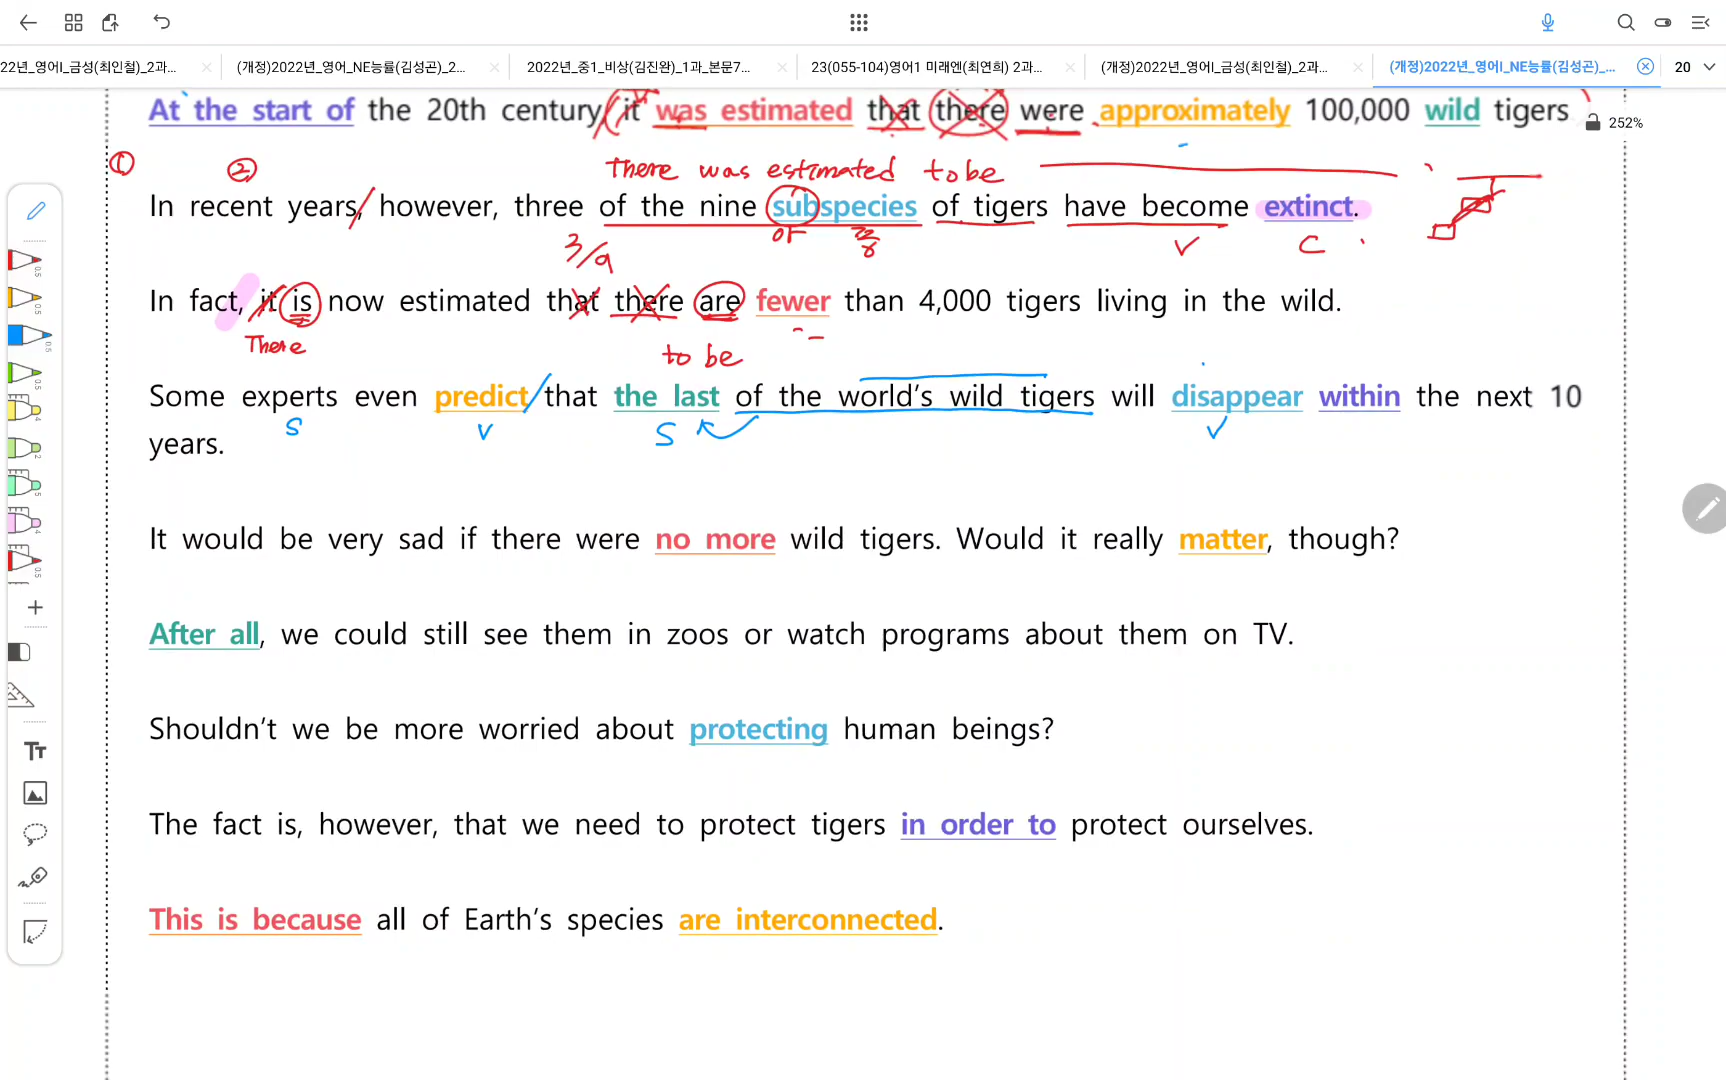 22년_영어I_금성(최인철)_2과...
(개정)2022년_영어_NE능률(김성곤)_2...
2022년_중1_비상(김진완)_1과_본문7...
23(055-104)영어1 미래엔(최연희) 2과...
(개정)2022년_영어I_금성(최인철)_2과...
(개정)2022년_영어I_NE능률(김성곤)_...
20
At the start of the 20th century, it was estimated that there were approximately 100,000 wild tigers
252%
① ② There was estimated to be
In recent years, however, three of the nine subspecies of tigers have become extinct.
3/9 V C
In fact, it is now estimated that there are fewer than 4,000 tigers living in the wild.
There to be
Some experts even predict that the last of the world's wild tigers will disappear within the next 10
S V S V
years.
It would be very sad if there were no more wild tigers. Would it really matter, though?
After all, we could still see them in zoos or watch programs about them on TV.
Shouldn't we be more worried about protecting human beings?
The fact is, however, that we need to protect tigers in order to protect ourselves.
This is because all of Earth's species are interconnected.